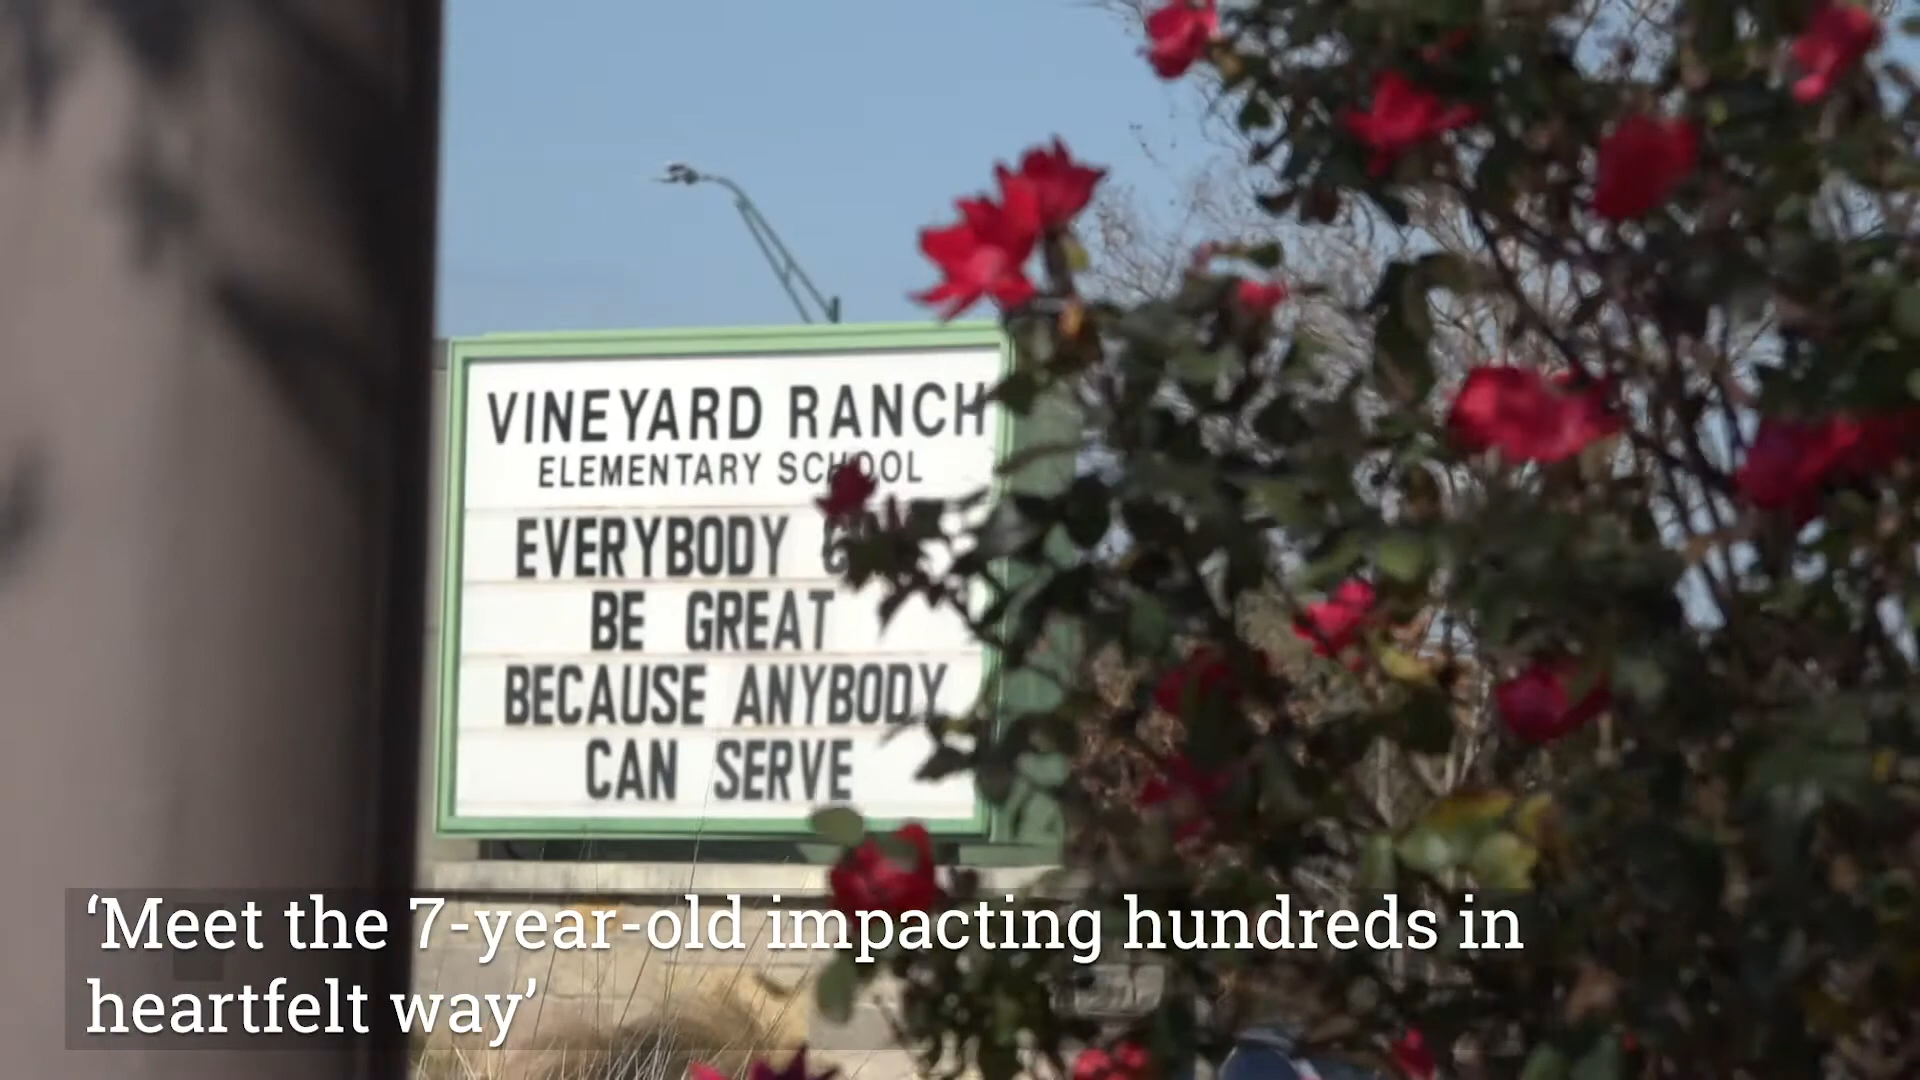 VINEYARD RANCH
ELEMENTARY SCHOOL
EVERYBODY
BE GREAT
BECAUSE ANYBODY
CAN SERVE
‘Meet the 7-year-old impacting hundreds in
heartfelt way’